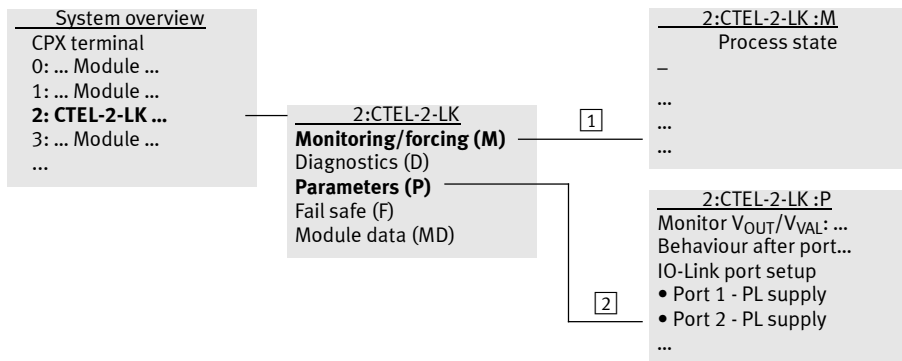 System overview
CPX terminal
0: ... Module ...
1: ... Module ...
2: CTEL-2-LK ...
3: ... Module ...
...
2:CTEL-2-LK
Monitoring/forcing (M)
Diagnostics (D)
Parameters (P)
Fail safe (F)
Module data (MD)
1
2:CTEL-2-LK :M
Process state
–
...
...
...
2
2:CTEL-2-LK :P
Monitor VOUT/VVAL: ...
Behaviour after port...
IO-Link port setup
• Port 1 - PL supply
• Port 2 - PL supply
...